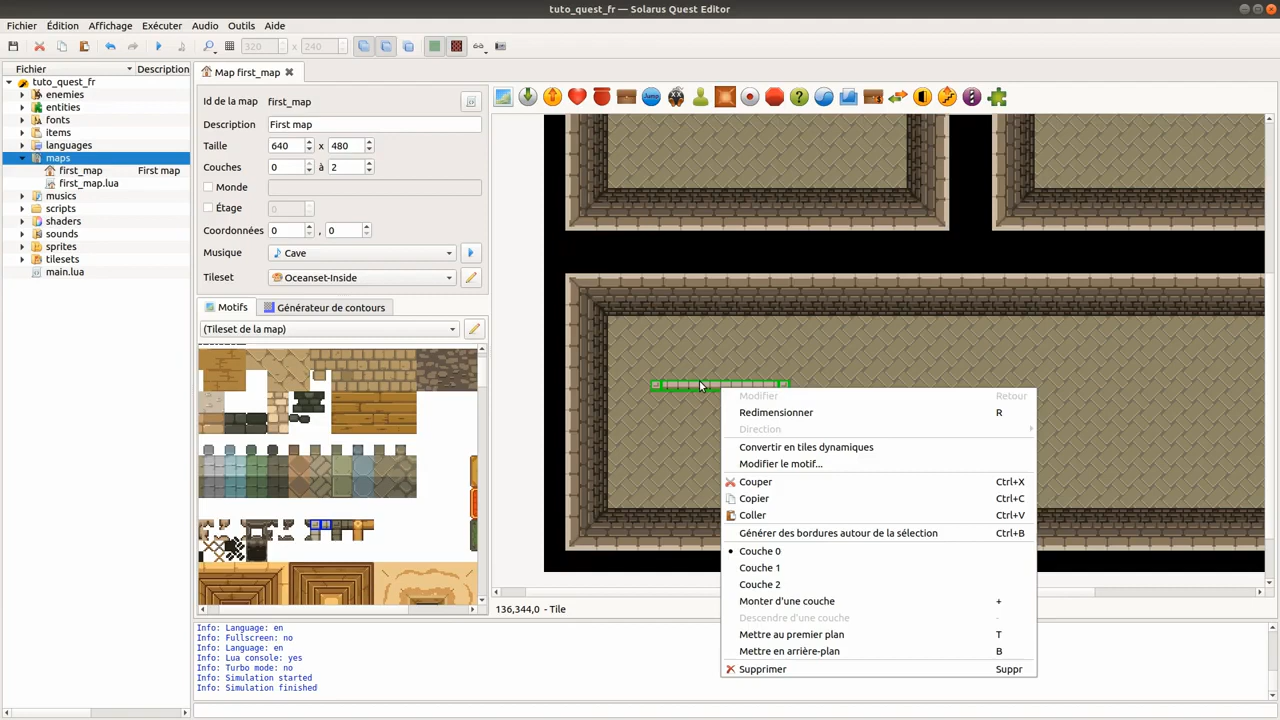 tuto_quest_fr — Solarus Quest Editor
Fichier Édition Affichage Exécuter Audio Outils Aide
320 x 240
Fichier Description
tuto_quest_fr
enemies
entities
fonts
items
languages
maps
first_map First map
first_map.lua
musics
scripts
shaders
sounds
sprites
tilesets
main.lua
Map first_map
Id de la map first_map
Description First map
Taille 640 x 480
Couches 0 à 2
Monde
Étage 0
Coordonnées 0 , 0
Musique Cave
Tileset Oceanset-Inside
Motifs Générateur de contours
(Tileset de la map)
Jump
136,344,0 - Tile
Modifier Retour
Redimensionner R
Direction
Convertir en tiles dynamiques
Modifier le motif...
Couper Ctrl+X
Copier Ctrl+C
Coller Ctrl+V
Générer des bordures autour de la sélection Ctrl+B
Couche 0
Couche 1
Couche 2
Monter d'une couche +
Descendre d'une couche -
Mettre au premier plan T
Mettre en arrière-plan B
Supprimer Suppr
Info: Language: en
Info: Fullscreen: no
Info: Language: en
Info: Lua console: yes
Info: Turbo mode: no
Info: Simulation started
Info: Simulation finished